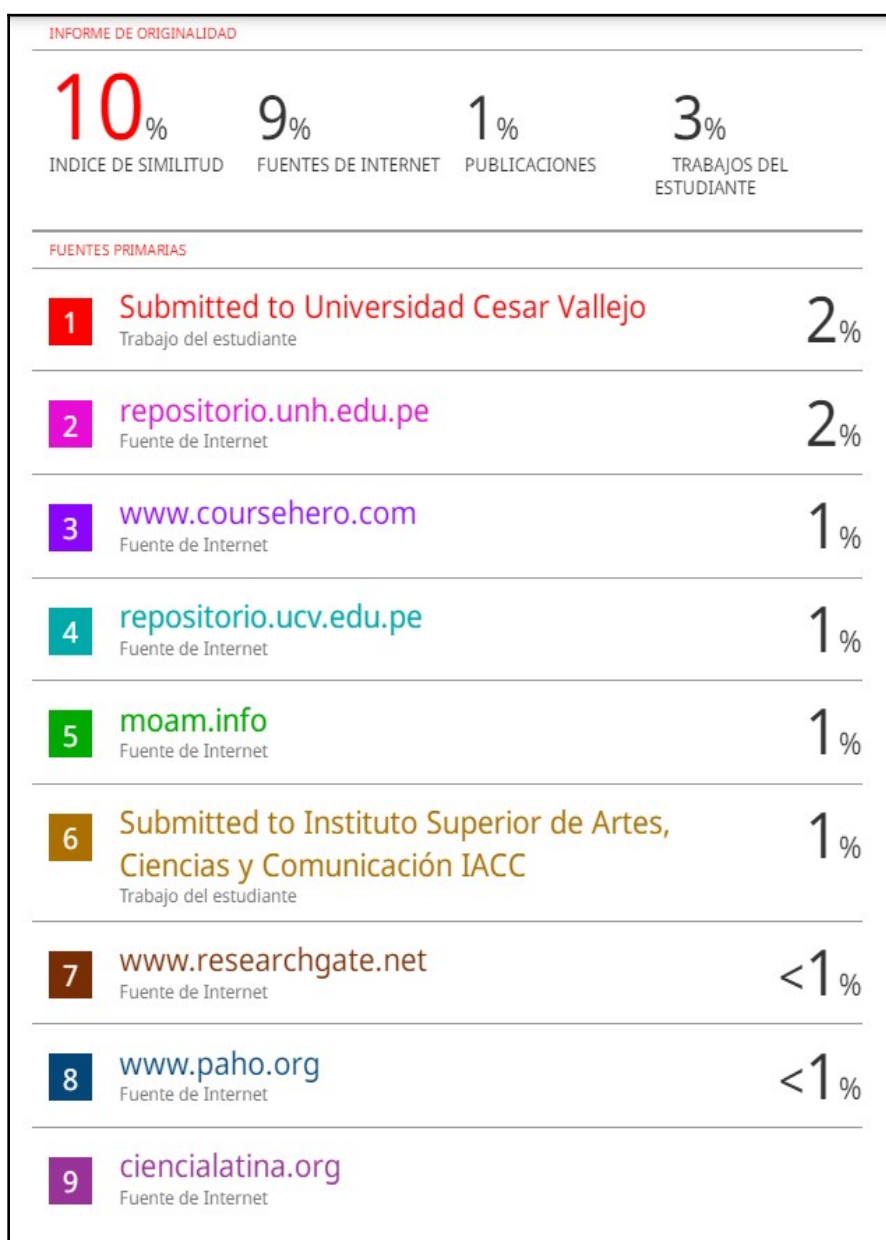 INFORME DE ORIGINALIDAD
10% 9% 1% 3%
INDICE DE SIMILITUD FUENTES DE INTERNET PUBLICACIONES TRABAJOS DEL
ESTUDIANTE
FUENTES PRIMARIAS
1 Submitted to Universidad Cesar Vallejo 2%
Trabajo del estudiante
2 repositorio.unh.edu.pe 2%
Fuente de Internet
3 www.coursehero.com 1%
Fuente de Internet
4 repositorio.ucv.edu.pe 1%
Fuente de Internet
5 moam.info 1%
Fuente de Internet
6 Submitted to Instituto Superior de Artes, 1%
Ciencias y Comunicación IACC
Trabajo del estudiante
7 www.researchgate.net <1%
Fuente de Internet
8 www.paho.org <1%
Fuente de Internet
9 ciencialatina.org
Fuente de Internet